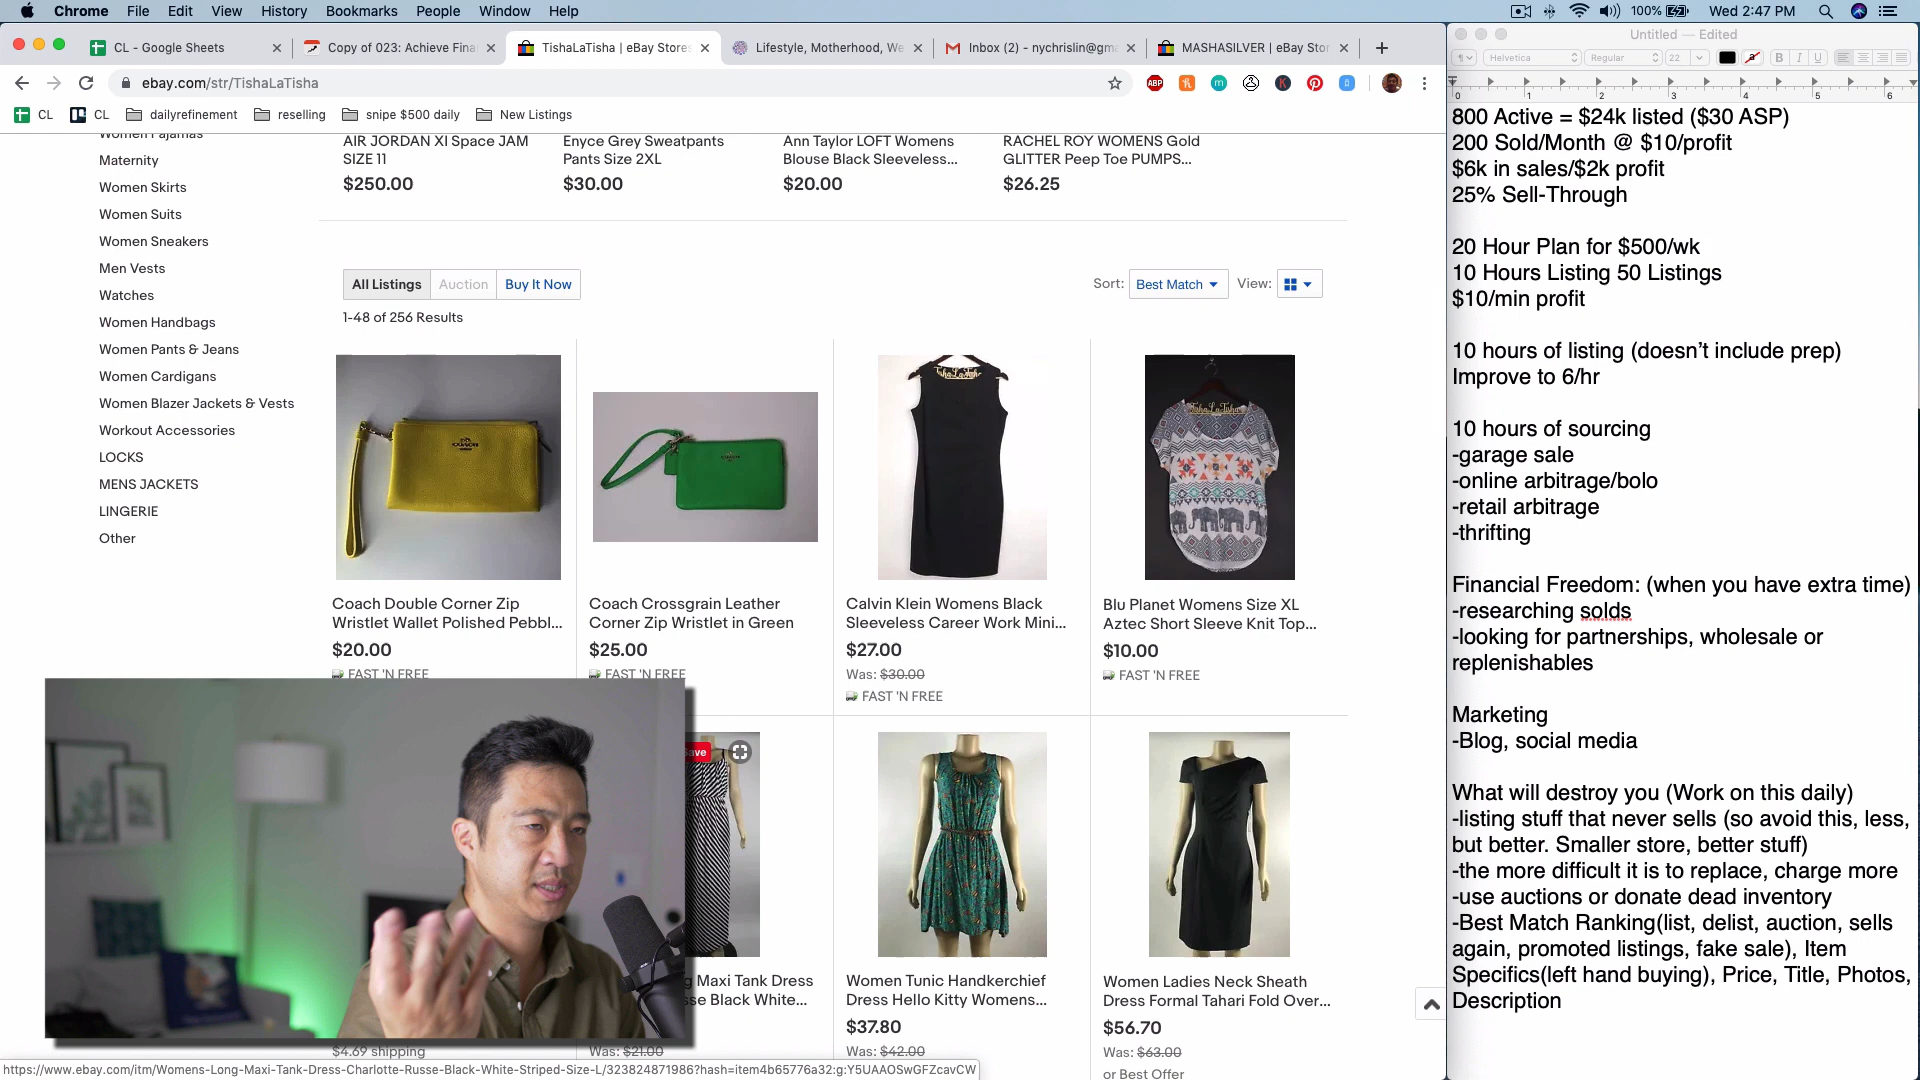 Chrome File Edit View History Bookmarks People Window Help
100% Wed 2:47 PM
CL - Google Sheets
Copy of 023: Achieve Fina
TishaLaTisha | eBay Stores
Lifestyle, Motherhood, We
Inbox (2) - nychrislin@gm
MASHASILVER | eBay Stor
ebay.com/str/TishaLaTisha
ABP
CL CL dailyrefinement reselling snipe $500 daily New Listings
Women Pajamas
Maternity
Women Skirts
Women Suits
Women Sneakers
Men Vests
Watches
Women Handbags
Women Pants & Jeans
Women Cardigans
Women Blazer Jackets & Vests
Workout Accessories
LOCKS
MENS JACKETS
LINGERIE
Other
AIR JORDAN XI Space JAM
SIZE 11
$250.00
Enyce Grey Sweatpants
Pants Size 2XL
$30.00
Ann Taylor LOFT Womens
Blouse Black Sleeveless...
$20.00
RACHEL ROY WOMENS Gold
GLITTER Peep Toe PUMPS...
$26.25
All Listings Auction Buy It Now
Sort: Best Match View:
1-48 of 256 Results
COACH
TishaLaTisha
TishaLaTisha
Coach Double Corner Zip
Wristlet Wallet Polished Pebbl...
$20.00
FAST 'N FREE
Coach Crossgrain Leather
Corner Zip Wristlet in Green
$25.00
FAST 'N FREE
Calvin Klein Womens Black
Sleeveless Career Work Mini...
$27.00
Was: $30.00
FAST 'N FREE
Blu Planet Womens Size XL
Aztec Short Sleeve Knit Top...
$10.00
FAST 'N FREE
ave
$4.69 shipping
g Maxi Tank Dress
sse Black White...
Was: $21.00
Women Tunic Handkerchief
Dress Hello Kitty Womens...
$37.80
Was: $42.00
Women Ladies Neck Sheath
Dress Formal Tahari Fold Over...
$56.70
Was: $63.00
or Best Offer
https://www.ebay.com/itm/Womens-Long-Maxi-Tank-Dress-Charlotte-Russe-Black-White-Striped-Size-L/323824871986?hash=item4b65776a32:g:Y5UAAOSwGFZcavCW
Untitled — Edited
Helvetica Regular 22 B I U
0 1 2 3 4 5 6
800 Active = $24k listed ($30 ASP)
200 Sold/Month @ $10/profit
$6k in sales/$2k profit
25% Sell-Through
20 Hour Plan for $500/wk
10 Hours Listing 50 Listings
$10/min profit
10 hours of listing (doesn’t include prep)
Improve to 6/hr
10 hours of sourcing
-garage sale
-online arbitrage/bolo
-retail arbitrage
-thrifting
Financial Freedom: (when you have extra time)
-researching solds
-looking for partnerships, wholesale or
replenishables
Marketing
-Blog, social media
What will destroy you (Work on this daily)
-listing stuff that never sells (so avoid this, less,
but better. Smaller store, better stuff)
-the more difficult it is to replace, charge more
-use auctions or donate dead inventory
-Best Match Ranking(list, delist, auction, sells
again, promoted listings, fake sale), Item
Specifics(left hand buying), Price, Title, Photos,
Description